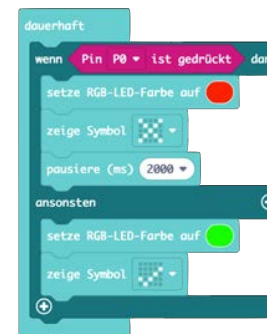 dauerhaft
wenn Pin P0 ist gedrückt dan
setze RGB-LED-Farbe auf
zeige Symbol
pausiere (ms) 2000
ansonsten
setze RGB-LED-Farbe auf
zeige Symbol